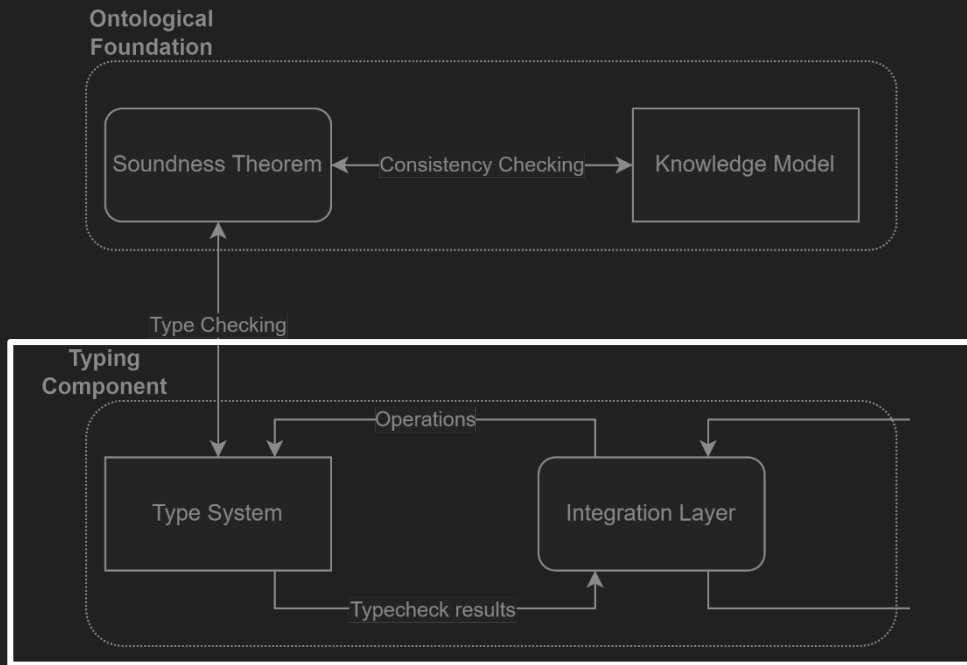 Ontological
Foundation
Soundness Theorem
Consistency Checking
Knowledge Model
Type Checking
Typing
Component
Operations
Type System
Integration Layer
Typecheck results